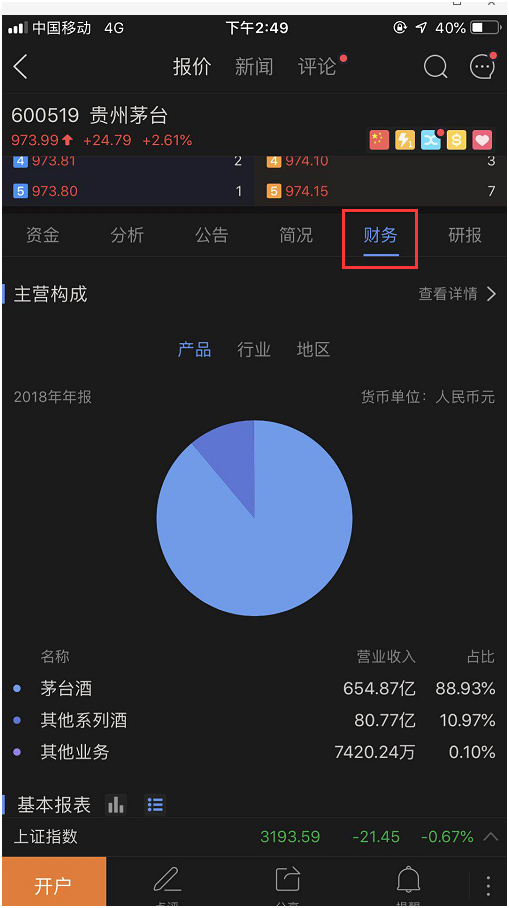 中国移动 4G 下午2:49 40%
报价 新闻 评论
600519 贵州茅台
973.99 +24.79 +2.61%
4 973.81 2 4 974.10 3
5 973.80 1 5 974.15 7
资金 分析 公告 简况 财务 研报
主营构成 查看详情
产品 行业 地区
2018年年报 货币单位：人民币元
名称 营业收入 占比
茅台酒 654.87亿 88.93%
其他系列酒 80.77亿 10.97%
其他业务 7420.24万 0.10%
基本报表
上证指数 3193.59 -21.45 -0.67%
开户